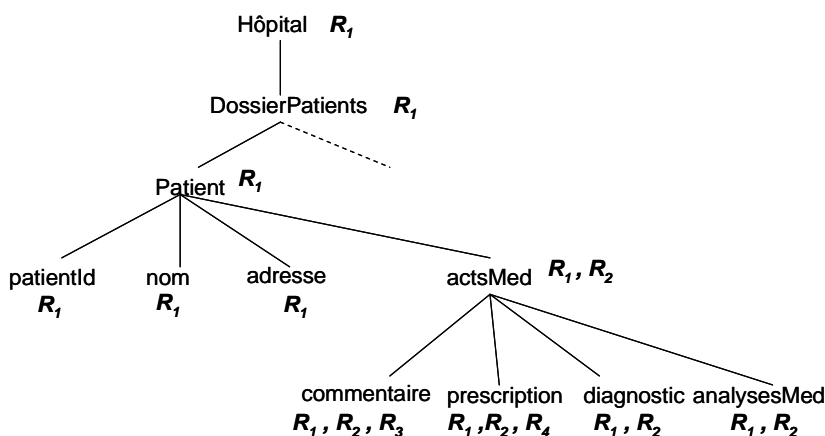 Hôpital R1
DossierPatients R1
Patient R1
patientId nom adresse actsMed R1, R2
R1 R1 R1
commentaire prescription diagnostic analysesMed
R1, R2, R3 R1,R2, R4 R1, R2 R1, R2